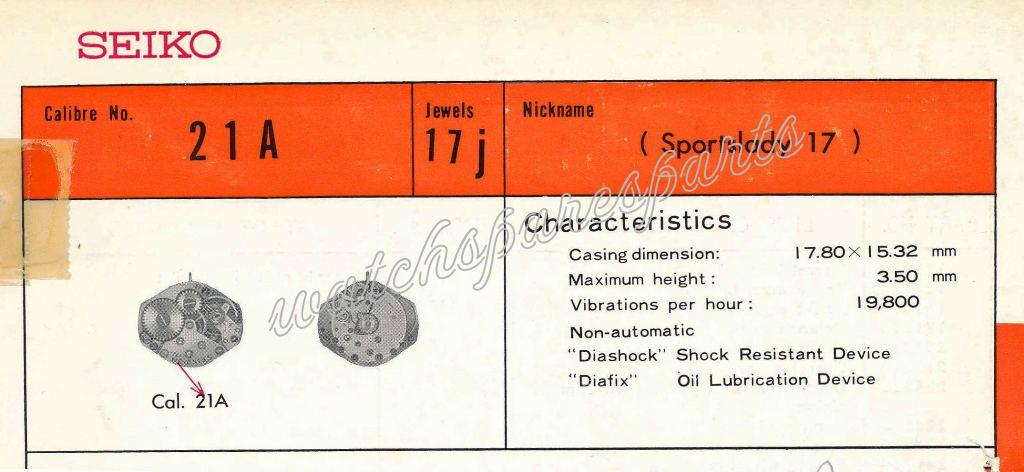 SEIKO
Calibre No.
21A
Jewels
17j
Nickname
( Sportslady 17 )
Characteristics
Casing dimension: 17.80×15.32 mm
Maximum height : 3.50 mm
Vibrations per hour : 19,800
Non-automatic
"Diashock" Shock Resistant Device
"Diafix" Oil Lubrication Device
Cal. 21A
watchsparesparts